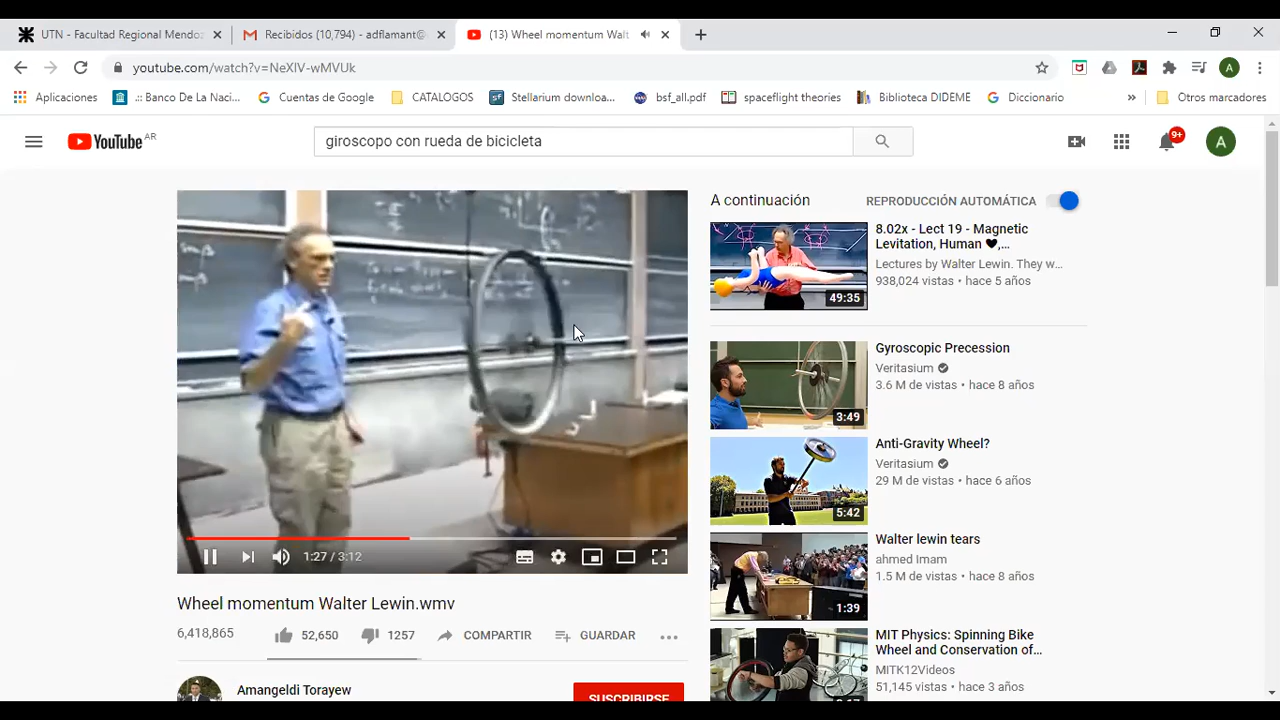 UTN - Facultad Regional Mendoz
Recibidos (10,794) - adflamant@
(13) Wheel momentum Walt
youtube.com/watch?v=NeXIV-wMVUk
Aplicaciones
.:: Banco De La Naci...
Cuentas de Google
CATALOGOS
Stellarium downloa...
bsf_all.pdf
spaceflight theories
Biblioteca DIDEME
Diccionario
»
Otros marcadores
YouTube AR
giroscopo con rueda de bicicleta
9+
A
A continuación
REPRODUCCIÓN AUTOMÁTICA
8.02x - Lect 19 - Magnetic
Levitation, Human ♥,...
Lectures by Walter Lewin. They w...
938,024 vistas • hace 5 años
49:35
Gyroscopic Precession
Veritasium
3.6 M de vistas • hace 8 años
3:49
Anti-Gravity Wheel?
Veritasium
29 M de vistas • hace 6 años
5:42
Walter lewin tears
ahmed Imam
1.5 M de vistas • hace 8 años
1:39
MIT Physics: Spinning Bike
Wheel and Conservation of...
MITK12Videos
51,145 vistas • hace 3 años
1:27 / 3:12
Wheel momentum Walter Lewin.wmv
6,418,865
52,650
1257
COMPARTIR
GUARDAR
Amangeldi Torayew
SUSCRIBIRSE